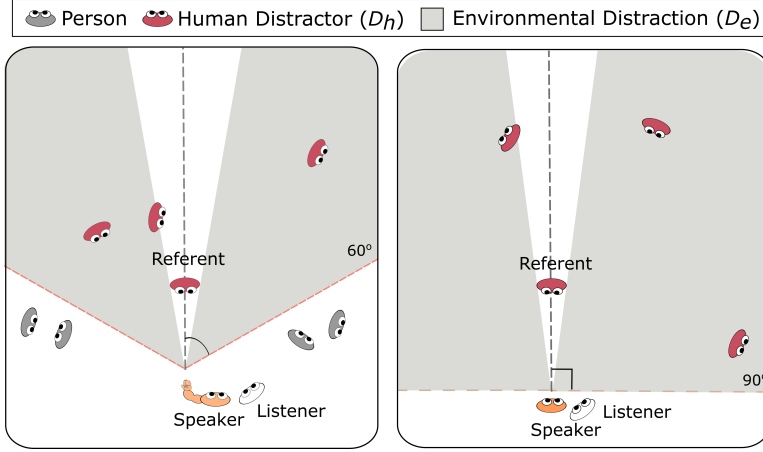 Person Human Distractor (Dh) Environmental Distraction (De)
Referent
60º
Speaker
Listener
Referent
90º
Listener
Speaker